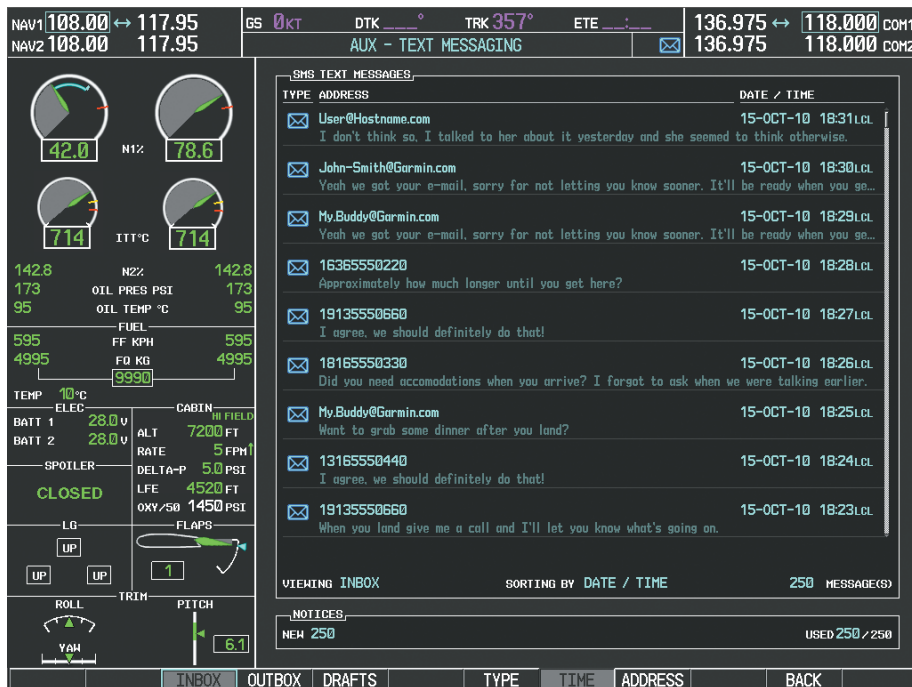 NAV1 108.00 ↔ 117.95 GS 0KT DTK ___° TRK 357° ETE __:__ 136.975 ↔ 118.000 COM1
NAV2 108.00 117.95 AUX - TEXT MESSAGING 136.975 118.000 COM2
42.0 N1% 78.6
714 ITT°C 714
142.8 N2% 142.8
173 OIL PRES PSI 173
95 OIL TEMP °C 95
FUEL
595 FF KPH 595
4995 FQ KG 4995
9990
TEMP 10°C
ELEC
BATT 1 28.0 V
BATT 2 28.0 V
CABIN
HI FIELD
ALT 7200 FT
RATE 5 FPM↑
DELTA-P 5.0 PSI
LFE 4520 FT
OXY/50 1450 PSI
SPOILER
CLOSED
LG
UP
UP UP
FLAPS
1
TRIM
ROLL PITCH
YAW 6.1
SMS TEXT MESSAGES
TYPE ADDRESS DATE / TIME
User@Hostname.com 15-OCT-10 18:31LCL
I don't think so, I talked to her about it yesterday and she seemed to think otherwise.
John-Smith@Garmin.com 15-OCT-10 18:30LCL
Yeah we got your e-mail, sorry for not letting you know sooner. It'll be ready when you ge...
My.Buddy@Garmin.com 15-OCT-10 18:29LCL
Yeah we got your e-mail, sorry for not letting you know sooner. It'll be ready when you ge...
16365550220 15-OCT-10 18:28LCL
Approximately how much longer until you get here?
19135550660 15-OCT-10 18:27LCL
I agree, we should definitely do that!
18165550330 15-OCT-10 18:26LCL
Did you need accomodations when you arrive? I forgot to ask when we were talking earlier.
My.Buddy@Garmin.com 15-OCT-10 18:25LCL
Want to grab some dinner after you land?
13165550440 15-OCT-10 18:24LCL
I agree, we should definitely do that!
19135550660 15-OCT-10 18:23LCL
When you land give me a call and I'll let you know what's going on.
VIEWING INBOX SORTING BY DATE / TIME 250 MESSAGE(S)
NOTICES
NEW 250 USED 250/250
INBOX OUTBOX DRAFTS TYPE TIME ADDRESS BACK